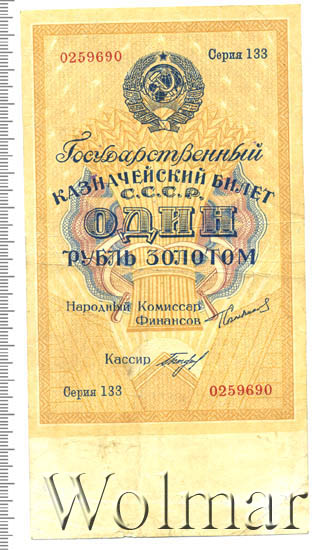 0259690 Серия 133
Государственный
КАЗНАЧЕЙСКИЙ БИЛЕТ
С.С.С.Р.
ОДИН
РУБЛЬ ЗОЛОТОМ
Народный Комиссар
Финансов
Кассир
Серия 133 0259690
Wolmar